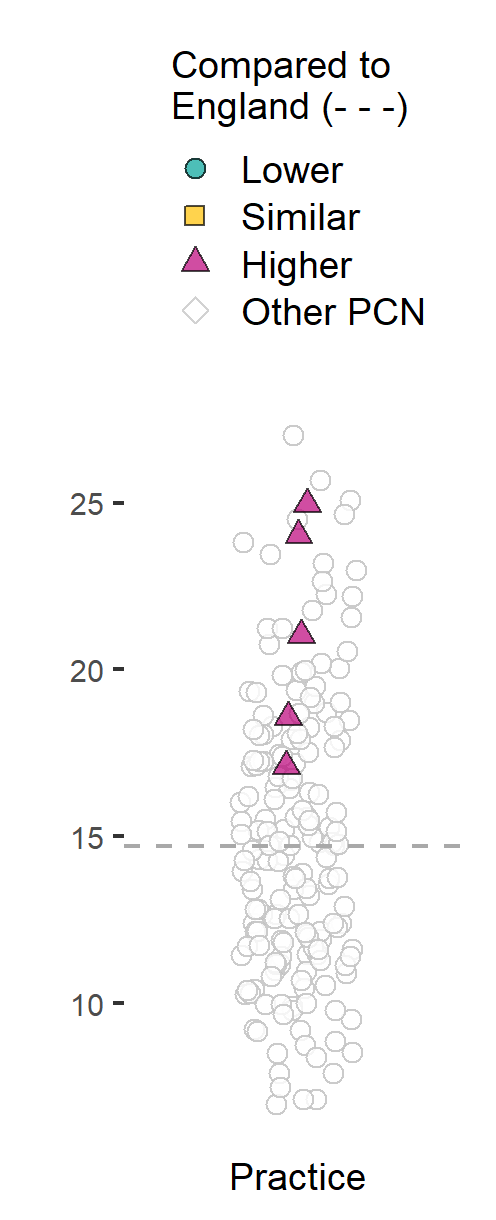 Compared to
England (- - -)
Lower
Similar
Higher
Other PCN
25
20
15
10
Practice